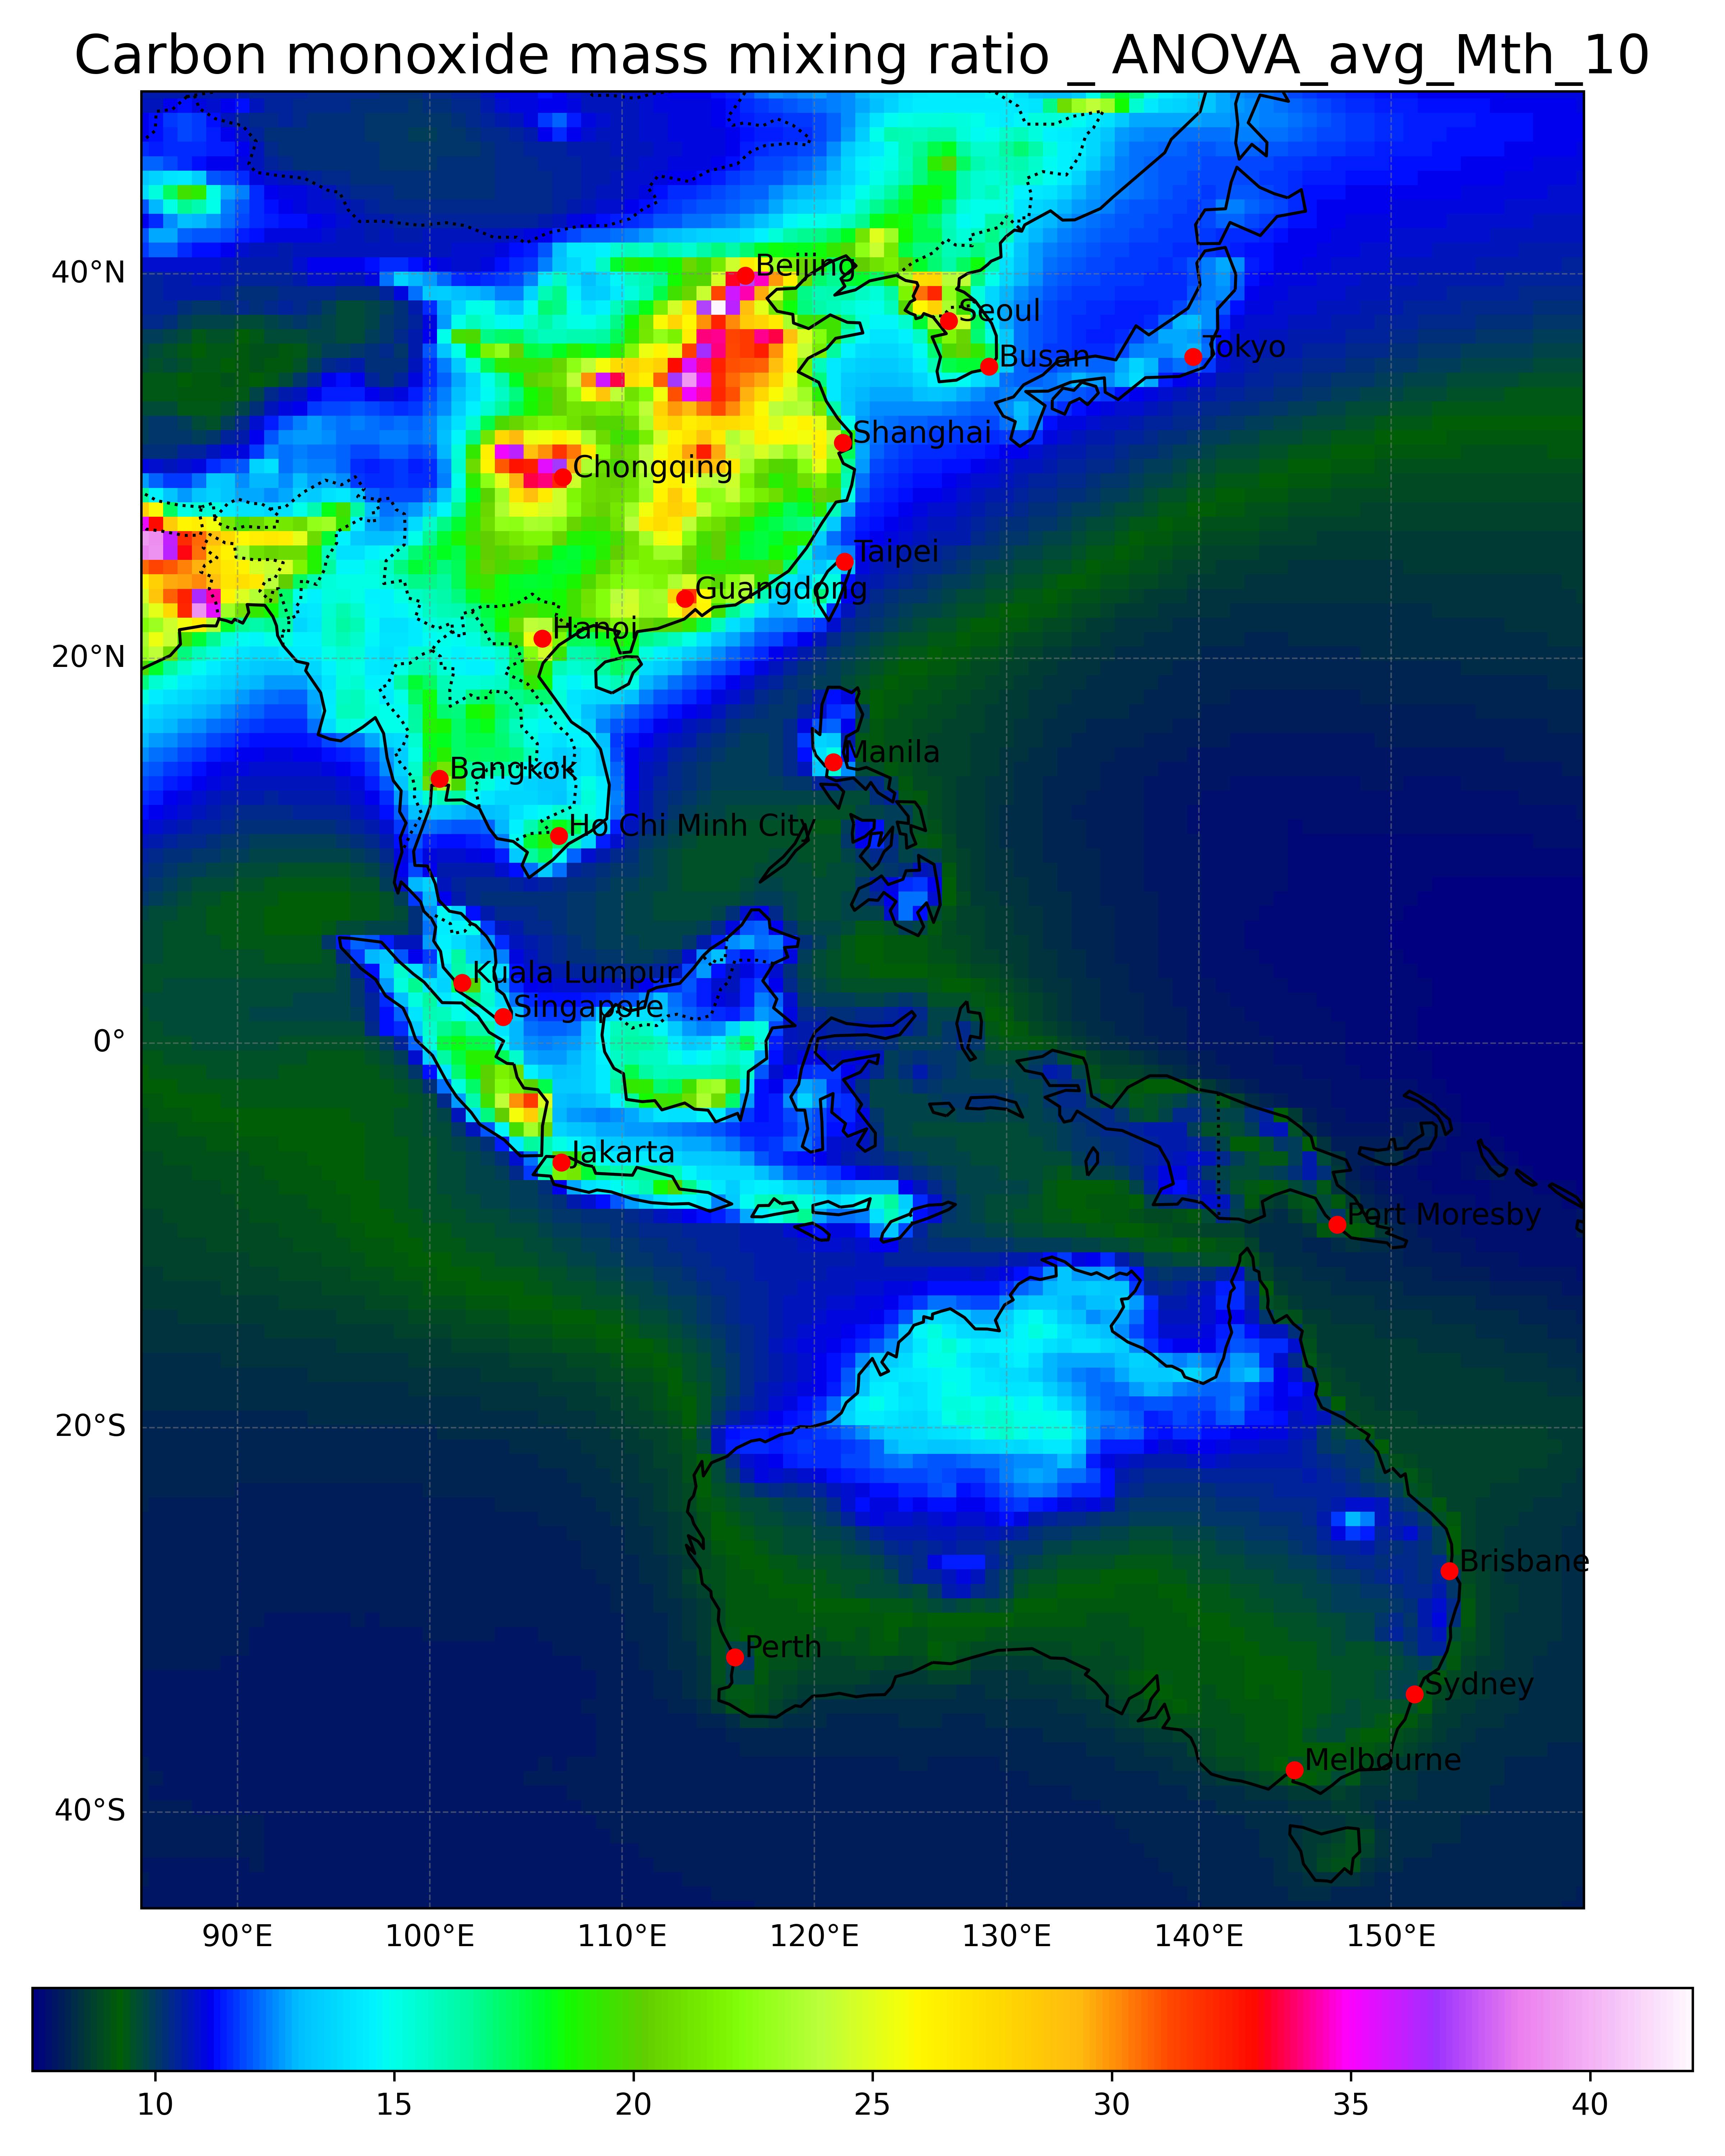 Carbon monoxide mass mixing ratio _ ANOVA_avg_Mth_10
40°N
20°N
0°
20°S
40°S
Beijing
Seoul
Tokyo
Busan
Shanghai
Chongqing
Taipei
Guangdong
Hanoi
Manila
Bangkok
Ho Chi Minh City
Kuala Lumpur
Singapore
Jakarta
Port Moresby
Brisbane
Perth
Sydney
Melbourne
90°E 100°E 110°E 120°E 130°E 140°E 150°E
10 15 20 25 30 35 40